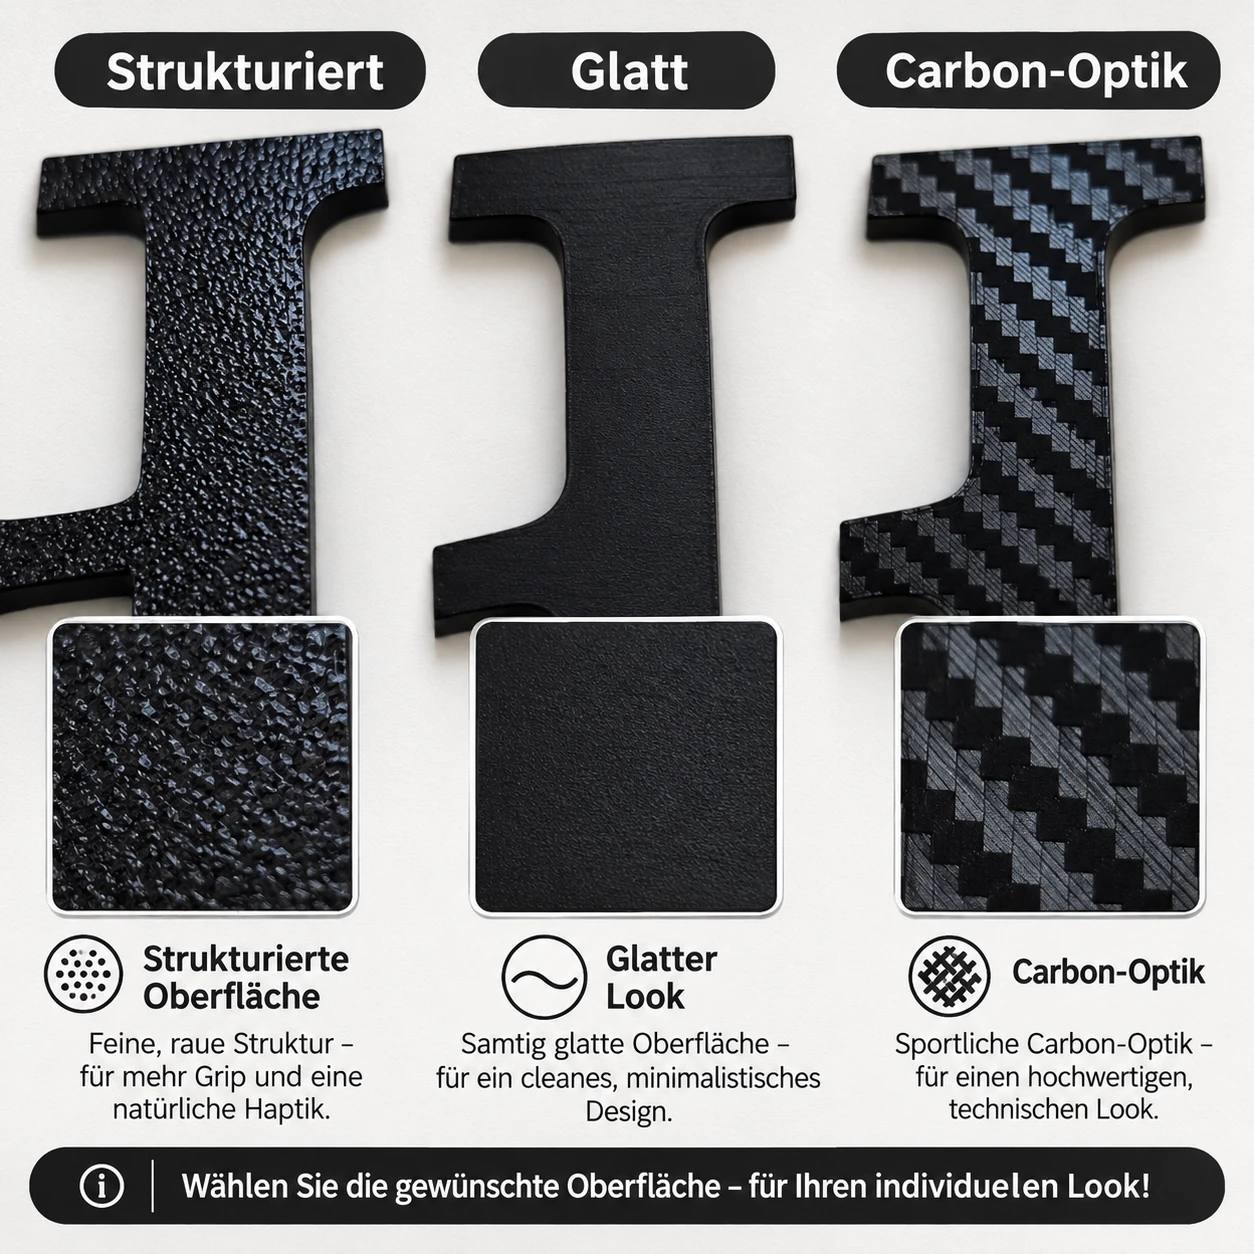 Strukturiert
Glatt
Carbon-Optik
Strukturierte
Oberfläche
Feine, raue Struktur –
für mehr Grip und eine
natürliche Haptik.
Glatter
Look
Samtig glatte Oberfläche –
für ein cleanes, minimalistisches
Design.
Carbon-Optik
Sportliche Carbon-Optik –
für einen hochwertigen,
technischen Look.
i
Wählen Sie die gewünschte Oberfläche – für Ihren individuelen Look!